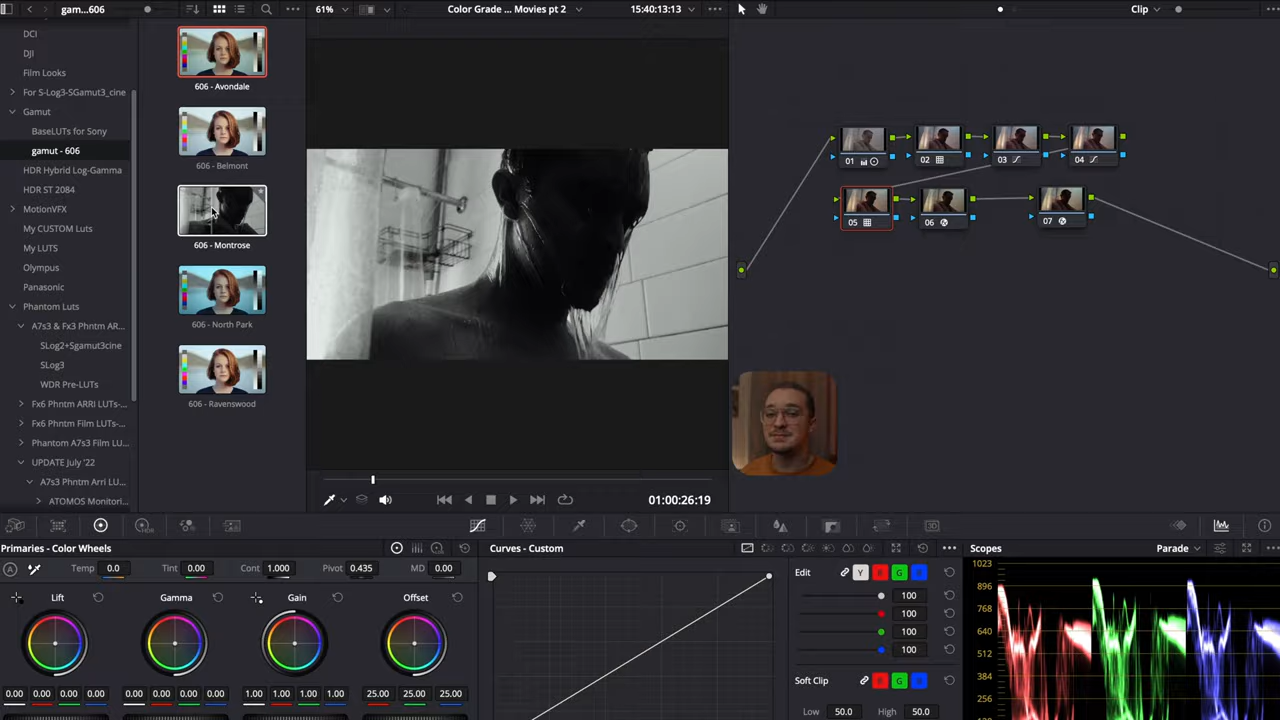 gam...606
61%
Color Grade ... Movies pt 2
15:40:13:13
Clip
DCI
DJI
Film Looks
For S-Log3-SGamut3_cine
Gamut
BaseLUTs for Sony
gamut - 606
HDR Hybrid Log-Gamma
HDR ST 2084
MotionVFX
My CUSTOM Luts
My LUTS
Olympus
Panasonic
Phantom Luts
A7s3 & Fx3 Phntm AR...
SLog2+Sgamut3cine
SLog3
WDR Pre-LUTs
Fx6 Phntm ARRI LUTs-...
Fx6 Phntm Film LUTs-...
Phantom A7s3 Film LU...
UPDATE July '22
A7s3 Phntm Arri LU...
ATOMOS Monitori...
606 - Avondale
606 - Belmont
606 - Montrose
606 - North Park
606 - Ravenswood
01
02
03
04
05
06
07
01:00:26:19
Primaries - Color Wheels
Temp 0.0 Tint 0.00 Cont 1.000 Pivot 0.435 MD 0.00
Lift Gamma Gain Offset
0.00 0.00 0.00 0.00 0.00 0.00 0.00 0.00 1.00 1.00 1.00 1.00 25.00 25.00 25.00
Curves - Custom
Edit Y R G B
100
100
100
100
Soft Clip R G B
Low 50.0 High 50.0
Scopes Parade
1023
896
768
640
512
384
256